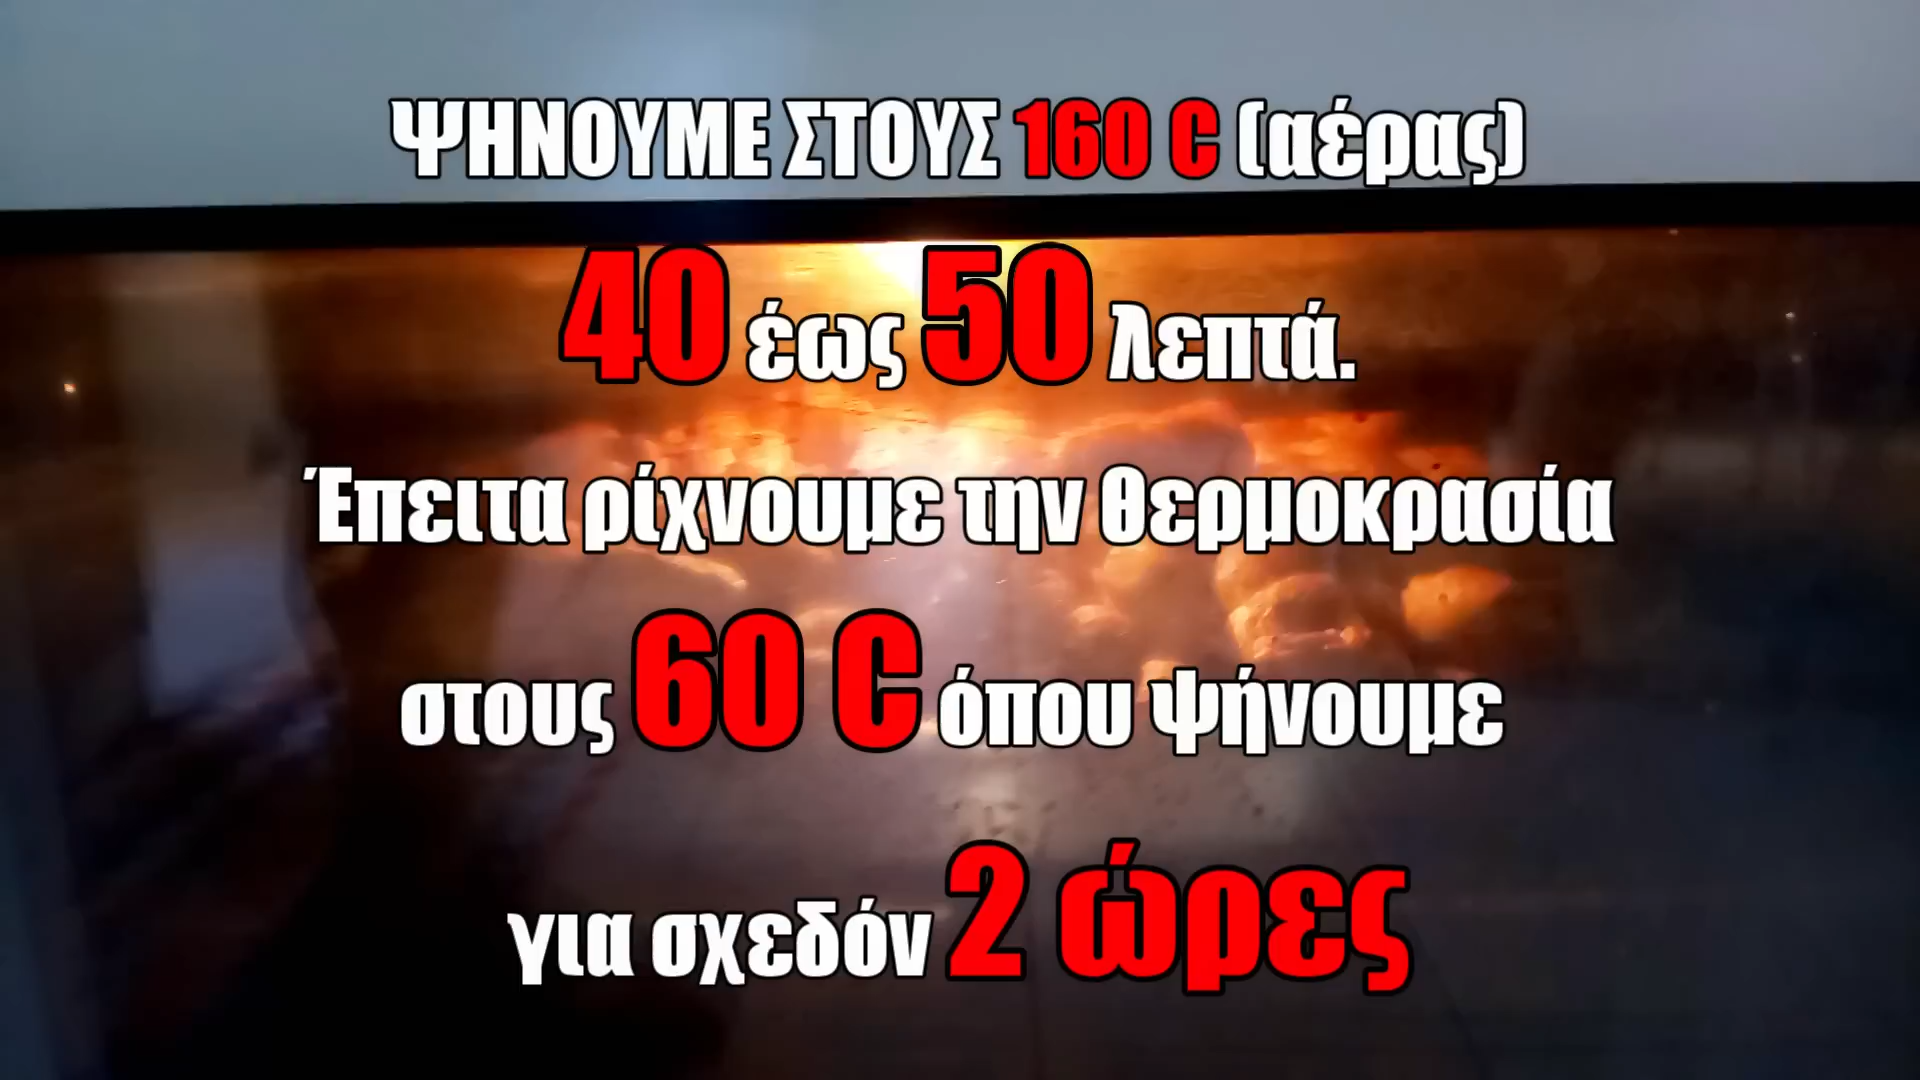 ΨΗΝΟΥΜΕ ΣΤΟΥΣ 160 C (αέρας)
40 έως 50 λεπτά.
Έπειτα ρίχνουμε την θερμοκρασία
στους 60 C όπου ψήνουμε
για σχεδόν 2 ώρες